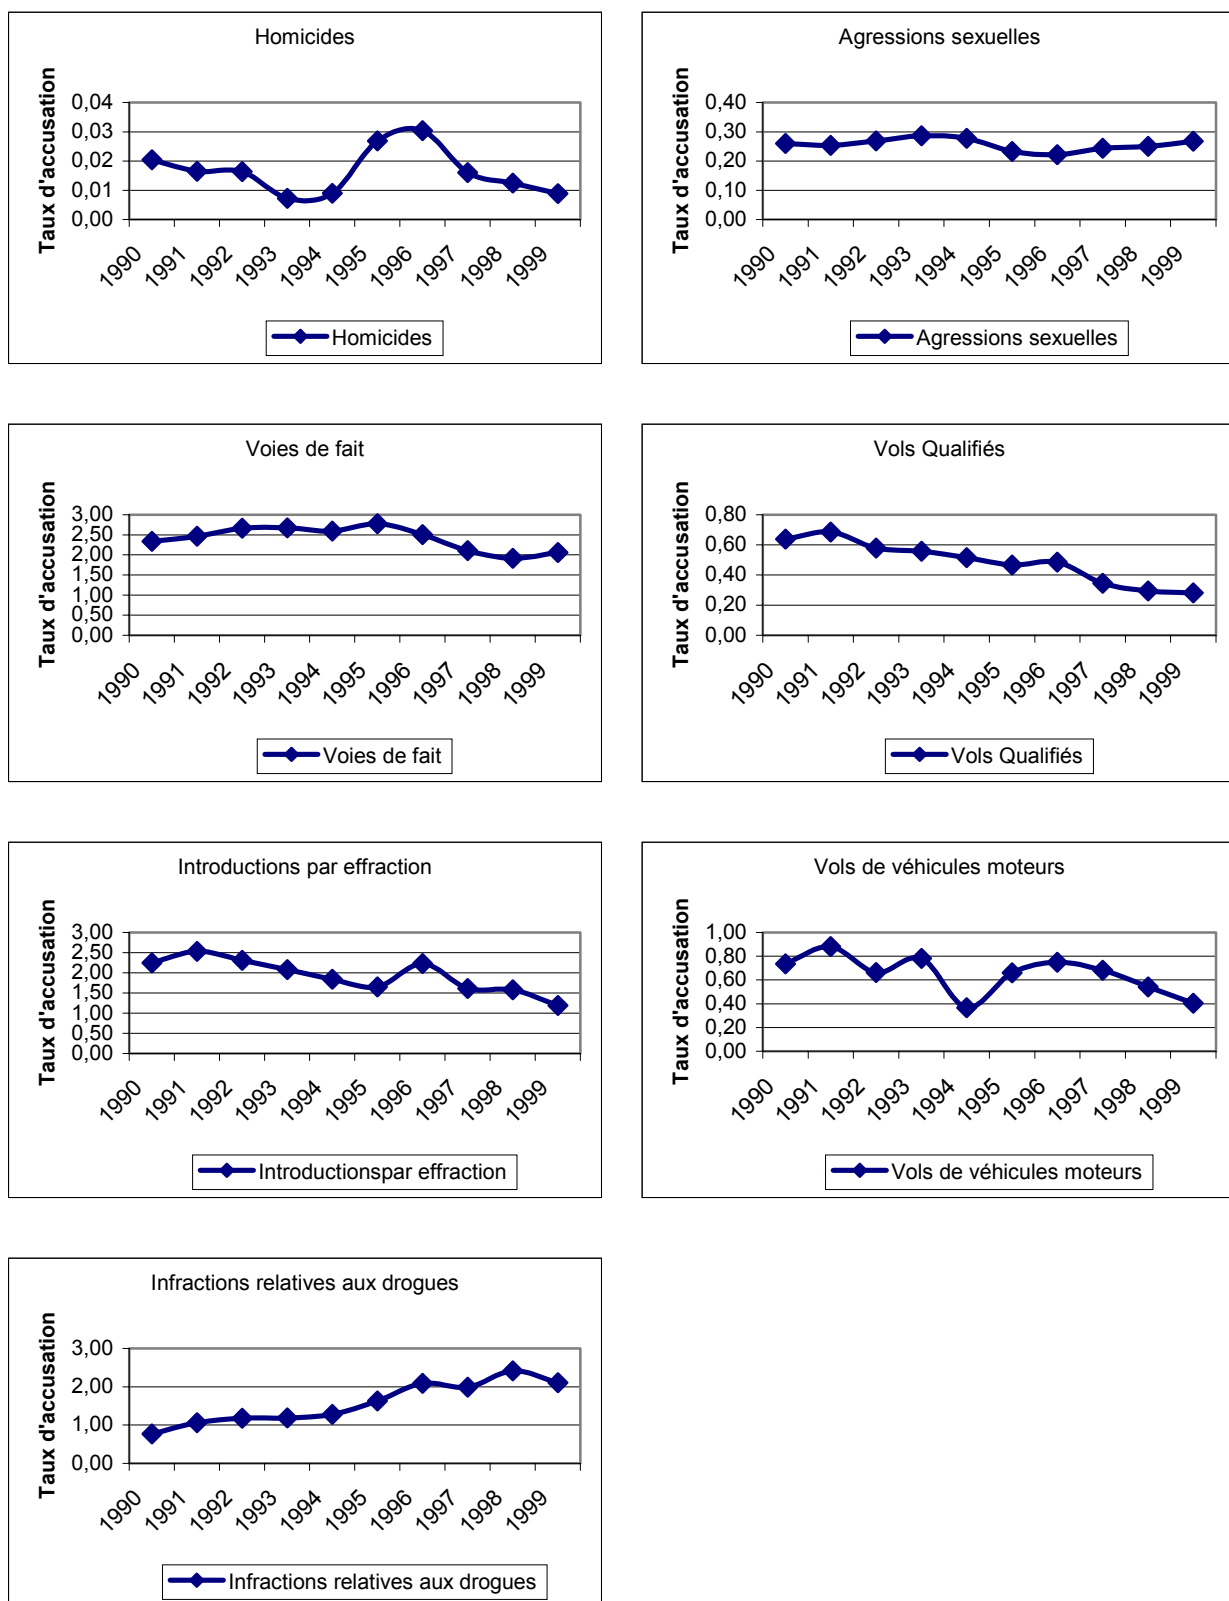 Homicides
Taux d'accusation
0,04
0,03
0,02
0,01
0,00
1990 1991 1992 1993 1994 1995 1996 1997 1998 1999
Homicides
Agressions sexuelles
Taux d'accusation
0,40
0,30
0,20
0,10
0,00
1990 1991 1992 1993 1994 1995 1996 1997 1998 1999
Agressions sexuelles
Voies de fait
Taux d'accusation
3,00
2,50
2,00
1,50
1,00
0,50
0,00
1990 1991 1992 1993 1994 1995 1996 1997 1998 1999
Voies de fait
Vols Qualifiés
Taux d'accusation
0,80
0,60
0,40
0,20
0,00
1990 1991 1992 1993 1994 1995 1996 1997 1998 1999
Vols Qualifiés
Introductions par effraction
Taux d'accusation
3,00
2,50
2,00
1,50
1,00
0,50
0,00
1990 1991 1992 1993 1994 1995 1996 1997 1998 1999
Introductionspar effraction
Vols de véhicules moteurs
Taux d'accusation
1,00
0,80
0,60
0,40
0,20
0,00
1990 1991 1992 1993 1994 1995 1996 1997 1998 1999
Vols de véhicules moteurs
Infractions relatives aux drogues
Taux d'accusation
3,00
2,00
1,00
0,00
1990 1991 1992 1993 1994 1995 1996 1997 1998 1999
Infractions relatives aux drogues